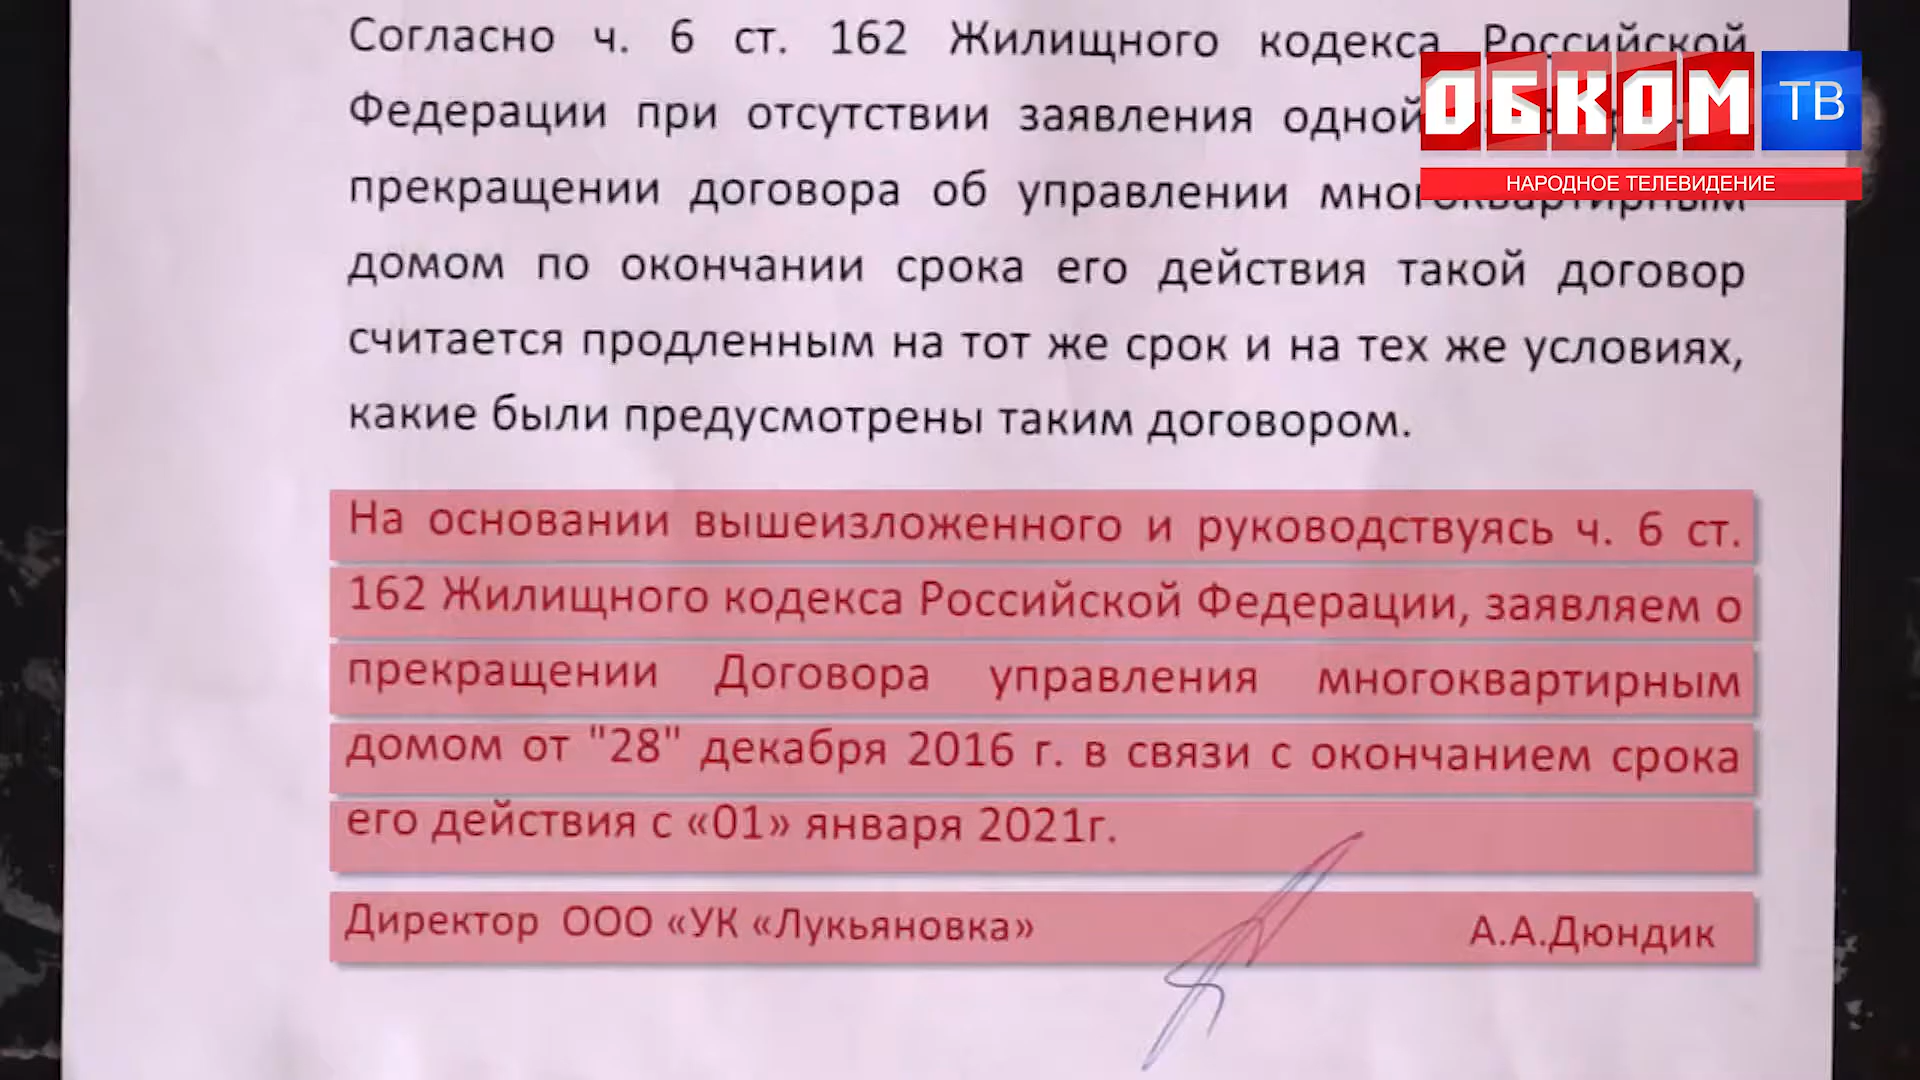 Согласно ч. 6 ст. 162 Жилищного кодекса Российской
Федерации при отсутствии заявления одной
прекращении договора об управлении многоквартирным
домом по окончании срока его действия такой договор
считается продленным на тот же срок и на тех же условиях,
какие были предусмотрены таким договором.
На основании вышеизложенного и руководствуясь ч. 6 ст.
162 Жилищного кодекса Российской Федерации, заявляем о
прекращении Договора управления многоквартирным
домом от "28" декабря 2016 г. в связи с окончанием срока
его действия с «01» января 2021г.
Директор ООО «УК «Лукьяновка» А.А.Дюндик
ОБКОМ ТВ
НАРОДНОЕ ТЕЛЕВИДЕНИЕ